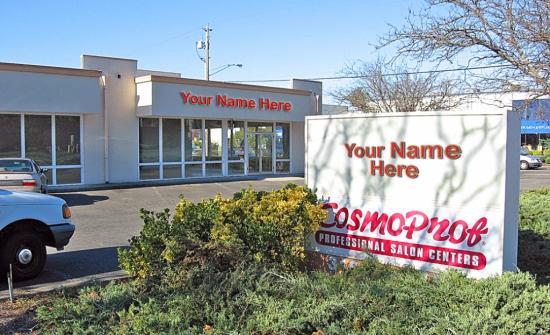 Your Name Here
Your Name
Here
CosmoProf
PROFESSIONAL SALON CENTERS